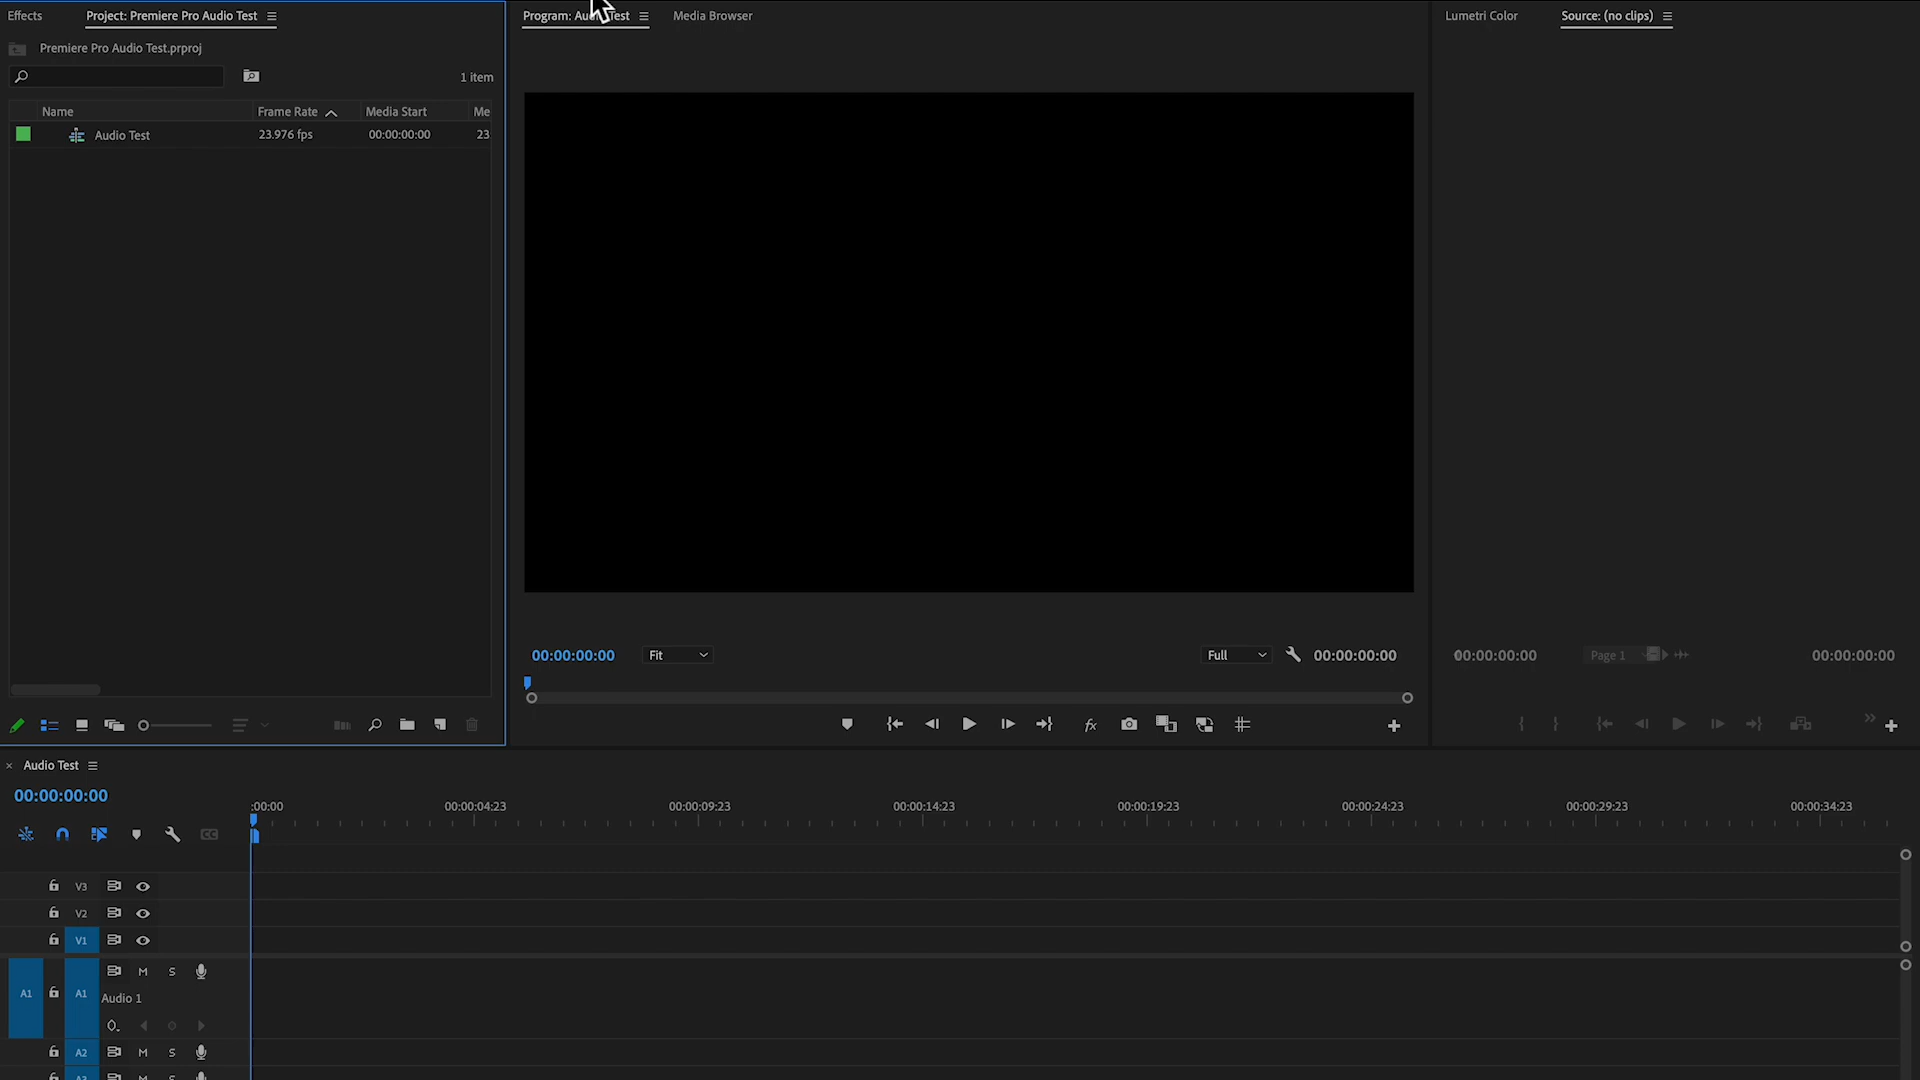 Effects
Project: Premiere Pro Audio Test
Program: Audio Test
Media Browser
Lumetri Color
Source: (no clips)
Premiere Pro Audio Test.prproj
1 item
Name
Frame Rate
Media Start
Me
Audio Test
23.976 fps
00:00:00:00
23
00:00:00:00
Fit
Full
00:00:00:00
00:00:00:00
Page 1
00:00:00:00
fx
Audio Test
00:00:00:00
:00:00
00:00:04:23
00:00:09:23
00:00:14:23
00:00:19:23
00:00:24:23
00:00:29:23
00:00:34:23
CC
V3
V2
V1
A1
A1
M
S
Audio 1
A2
M
S
A3
M
S